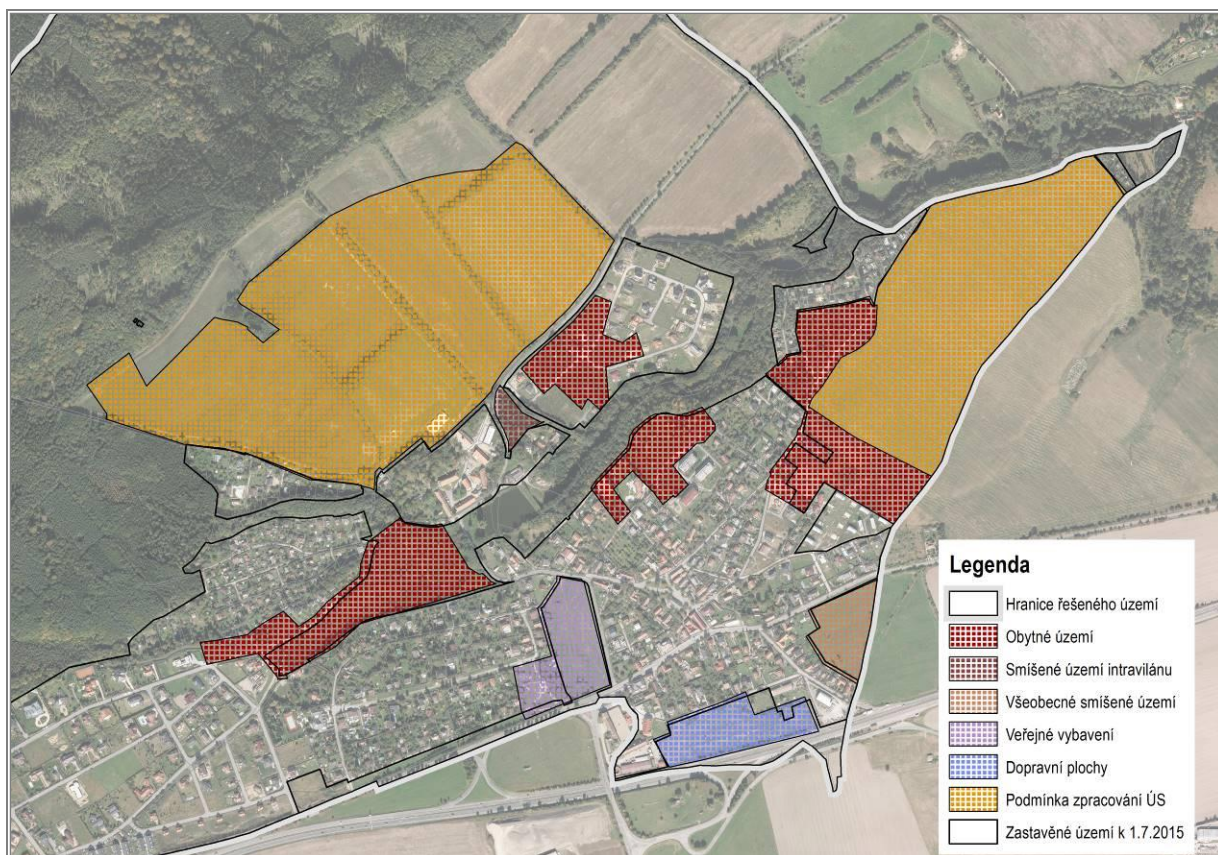 Legenda
Hranice řešeného území
Obytné území
Smíšené území intravilánu
Všeobecné smíšené území
Veřejné vybavení
Dopravní plochy
Podmínka zpracování ÚS
Zastavěné území k 1.7.2015